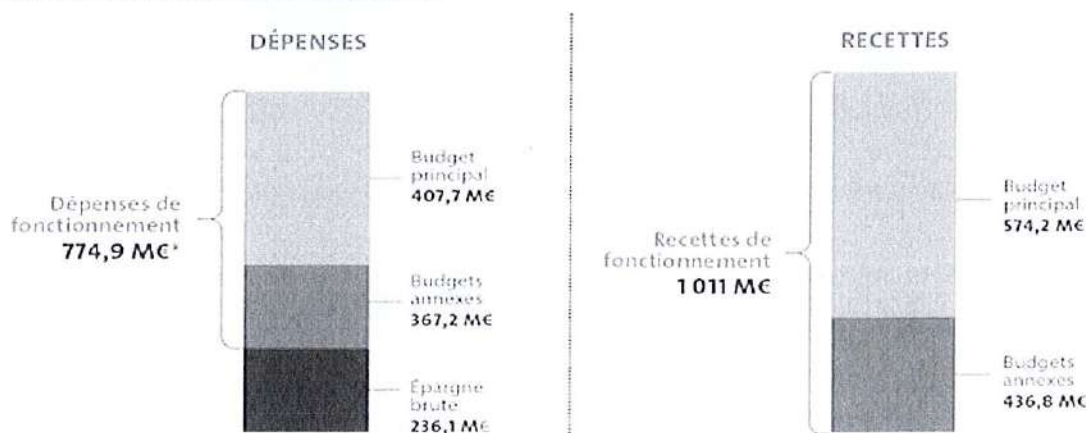 DÉPENSES
Dépenses de
fonctionnement
774,9 M€*
Budget
principal
407,7 M€
Budgets
annexes
367,2 M€
Épargne
brute
236,1 M€
RECETTES
Recettes de
fonctionnement
1 011 M€
Budget
principal
574,2 M€
Budgets
annexes
436,8 M€